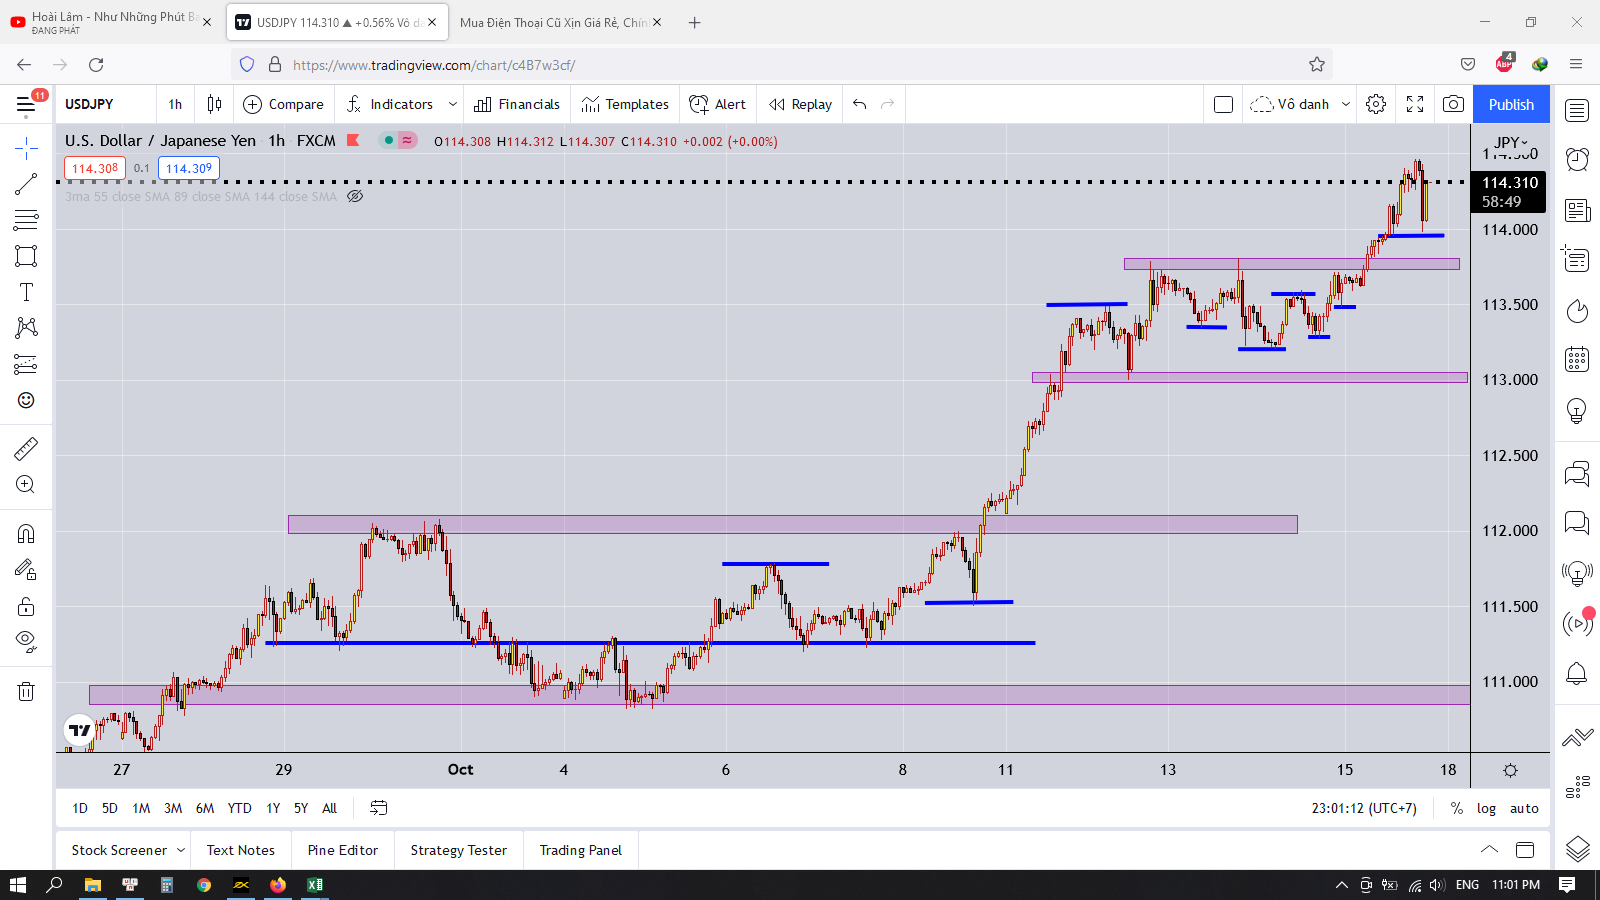 Hoài Lâm - Như Những Phút B
ĐANG PHÁT
USDJPY 114.310 ▲ +0.56% Vô d
Mua Điện Thoại Cũ Xịn Giá Rẻ, Chín
https://www.tradingview.com/chart/c4B7w3cf/
4
11
USDJPY
1h
Compare
Indicators
Financials
Templates
Alert
Replay
Vô danh
Publish
U.S. Dollar / Japanese Yen 1h FXCM
O114.308 H114.312 L114.307 C114.310 +0.002 (+0.00%)
JPY
114.308 0.1 114.309
3ma 55 close SMA 89 close SMA 144 close SMA
114.500
114.310
58:49
114.000
113.500
113.000
112.500
112.000
111.500
111.000
27 29 Oct 4 6 8 11 13 15 18
1D 5D 1M 3M 6M YTD 1Y 5Y All
23:01:12 (UTC+7) % log auto
Stock Screener Text Notes Pine Editor Strategy Tester Trading Panel
ENG 11:01 PM